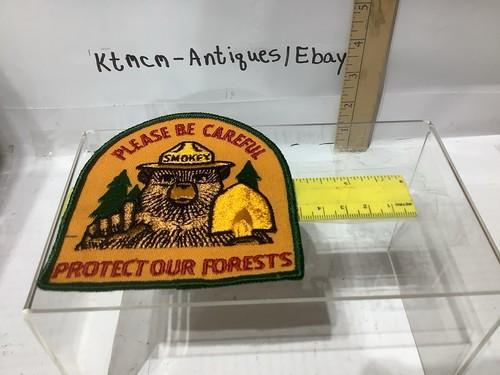 Ktmcm-Antiques/Ebay
PLEASE BE CAREFUL
SMOKEY
PROTECT OUR FORESTS